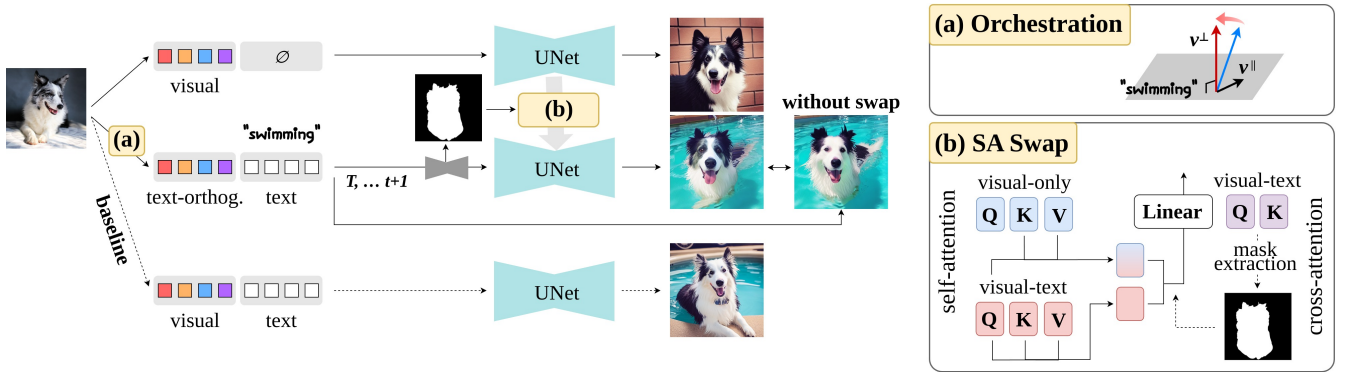 visual
∅
UNet
(a)
"swimming"
text-orthog.
text
T, … t+1
(b)
UNet
without swap
baseline
visual
text
UNet
(a) Orchestration
v⊥
v∥
"swimming"
(b) SA Swap
self-attention
visual-only
Q K V
visual-text
Q K V
Linear
visual-text
Q K
mask
extraction
cross-attention